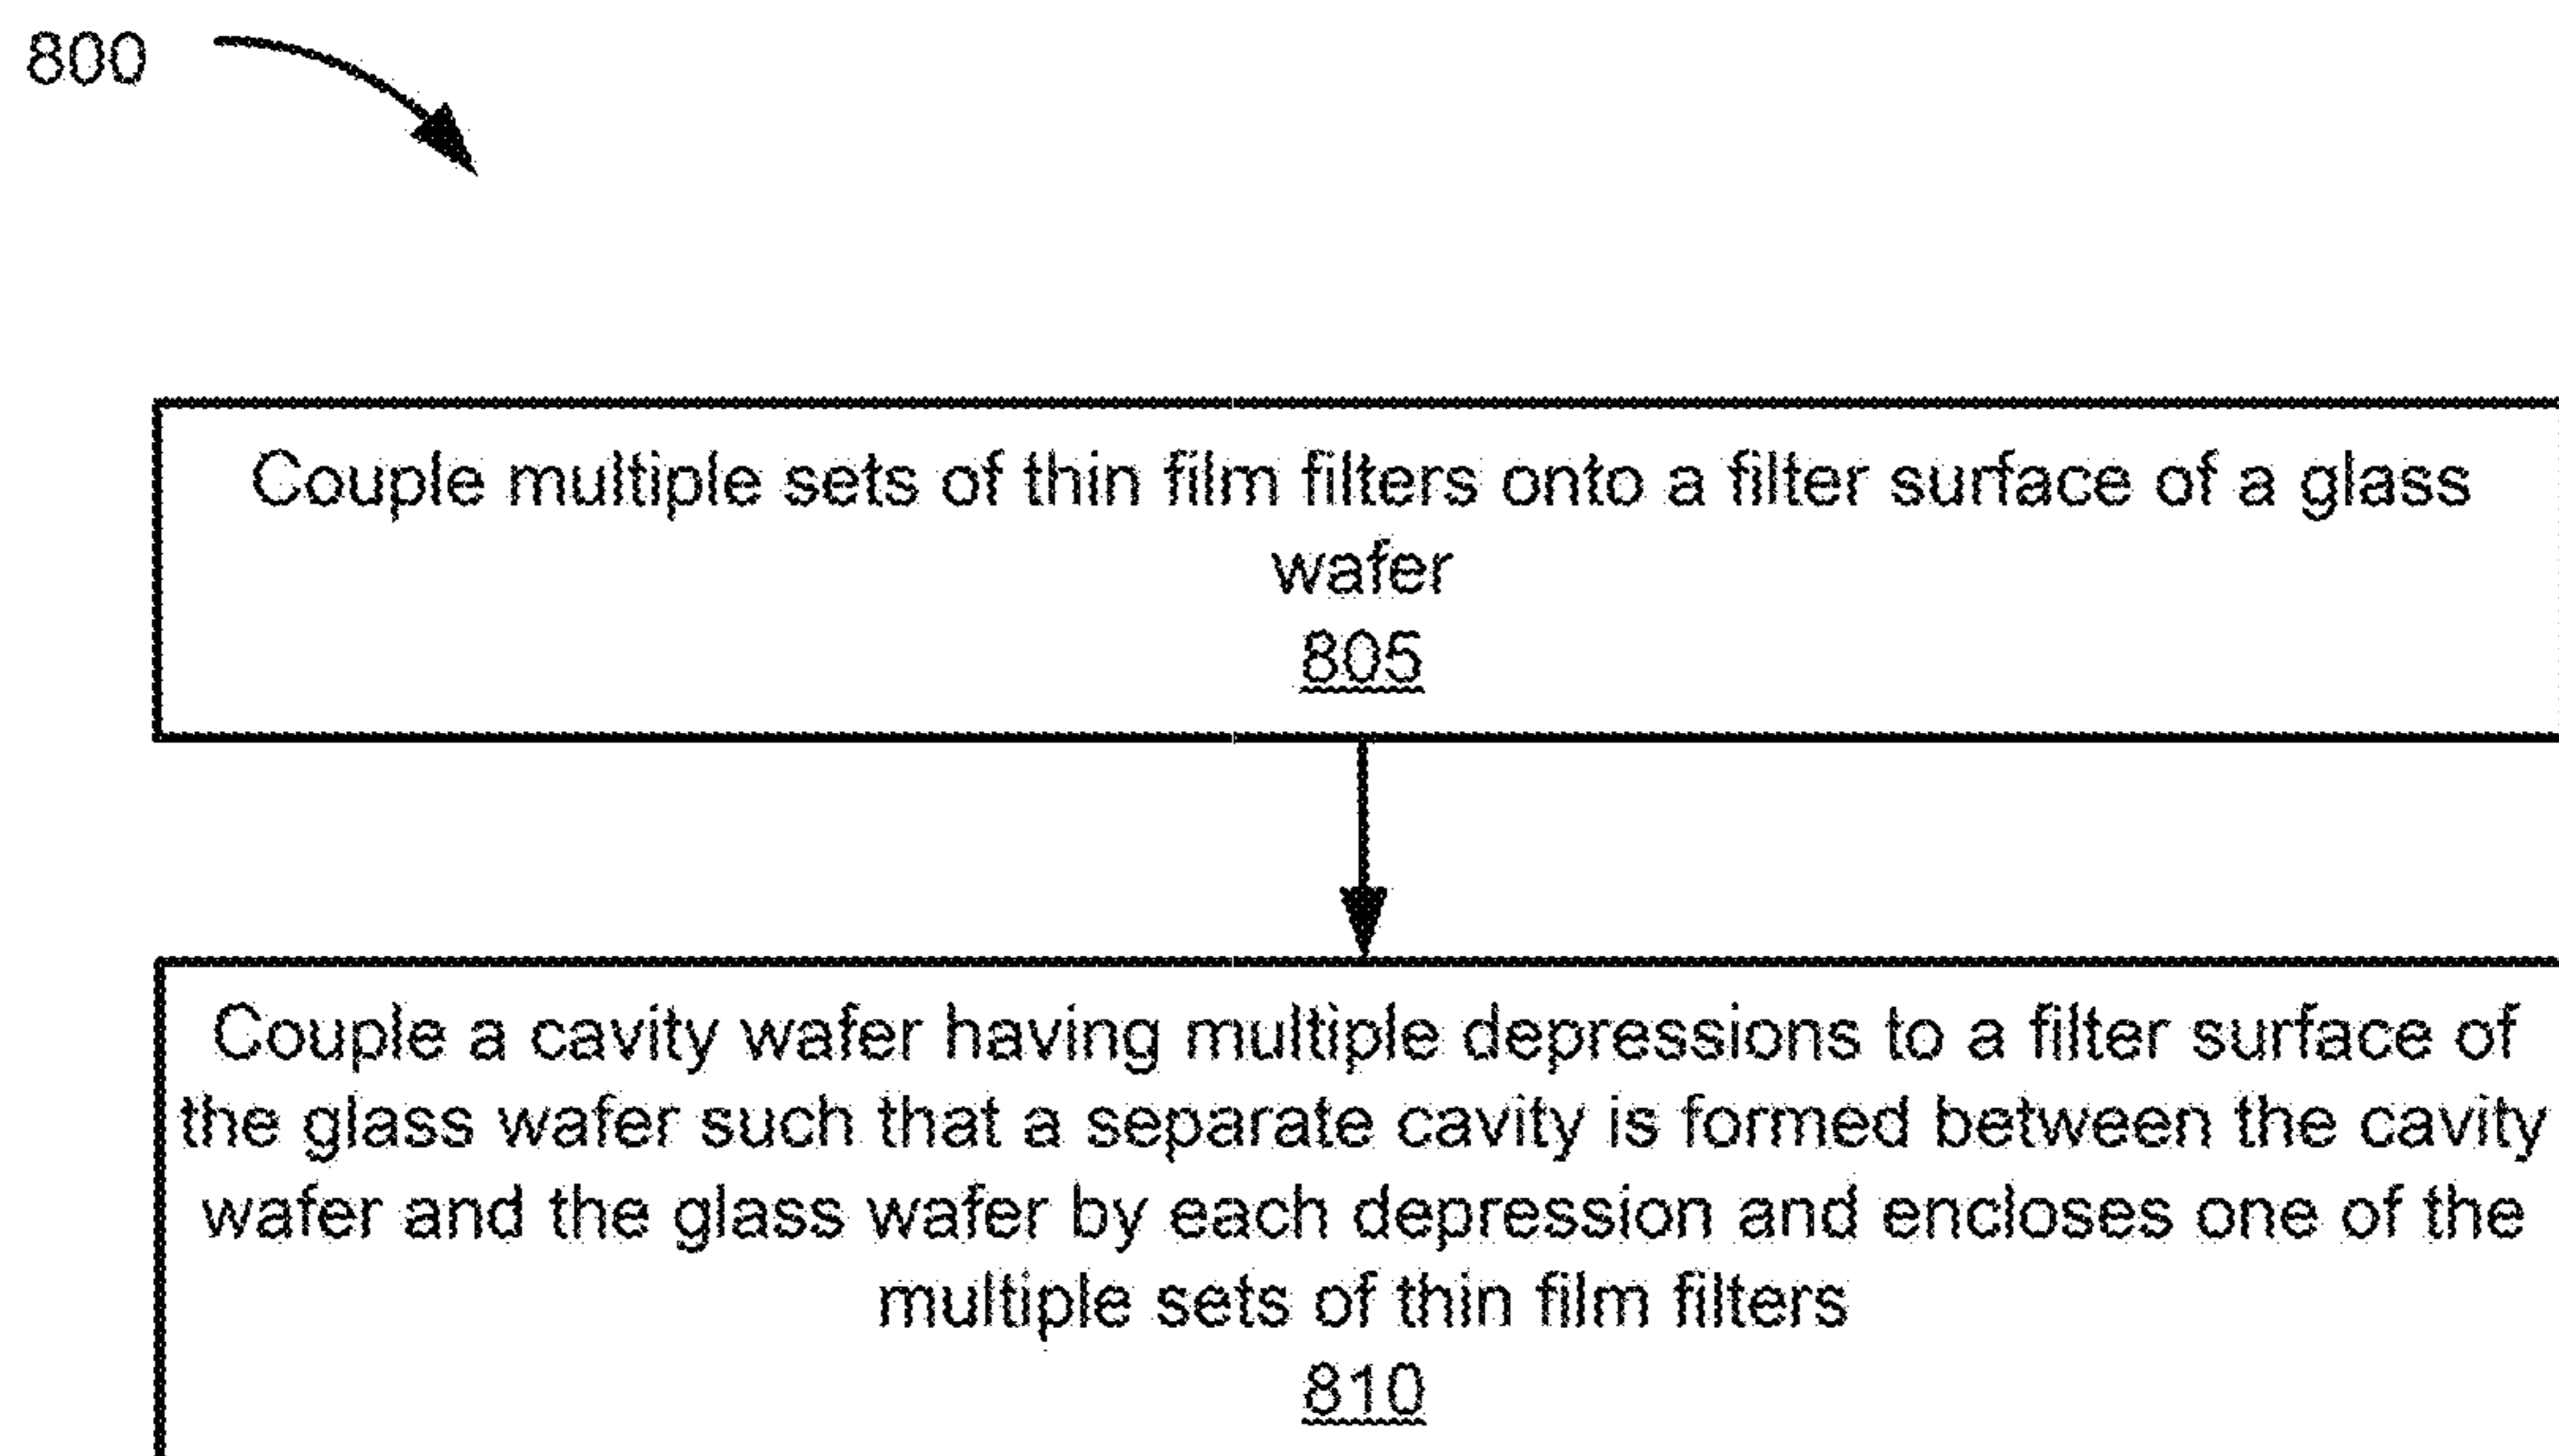 800
Couple multiple sets of thin film filters onto a filter surface of a glass
wafer
805
Couple a cavity wafer having multiple depressions to a filter surface of
the glass wafer such that a separate cavity is formed between the cavity
wafer and the glass wafer by each depression and encloses one of the
multiple sets of thin film filters
810